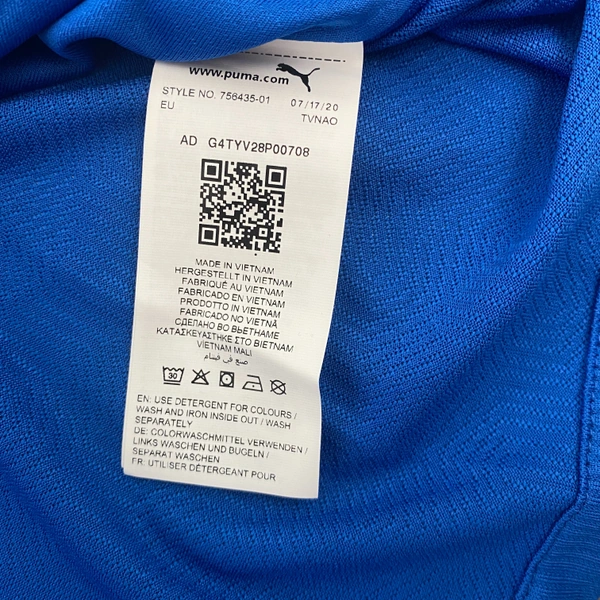 www.puma.com
STYLE NO. 756435-01 07/17/20
EU TVNAO
AD G4TYV28P00708
MADE IN VIETNAM
HERGESTELLT IN VIETNAM
FABRIQUÉ AU VIETNAM
FABRICADO EN VIETNAM
PRODOTTO IN VIETNAM
FABRICADO NO VIETNÃ
СДЕЛАНО ВО ВЬЕТНАМЕ
ΚΑΤΑΣΚΕΥΑΣΤΗΚΕ ΣΤΟ ΒΙΕΤΝΑΜ
VIETNAM MALI
صنع في فيتنام
30
EN: USE DETERGENT FOR COLOURS /
WASH AND IRON INSIDE OUT / WASH
SEPARATELY
DE: COLORWASCHMITTEL VERWENDEN /
LINKS WASCHEN UND BUGELN /
SEPARAT WASCHEN
FR: UTILISER DÉTERGEANT POUR